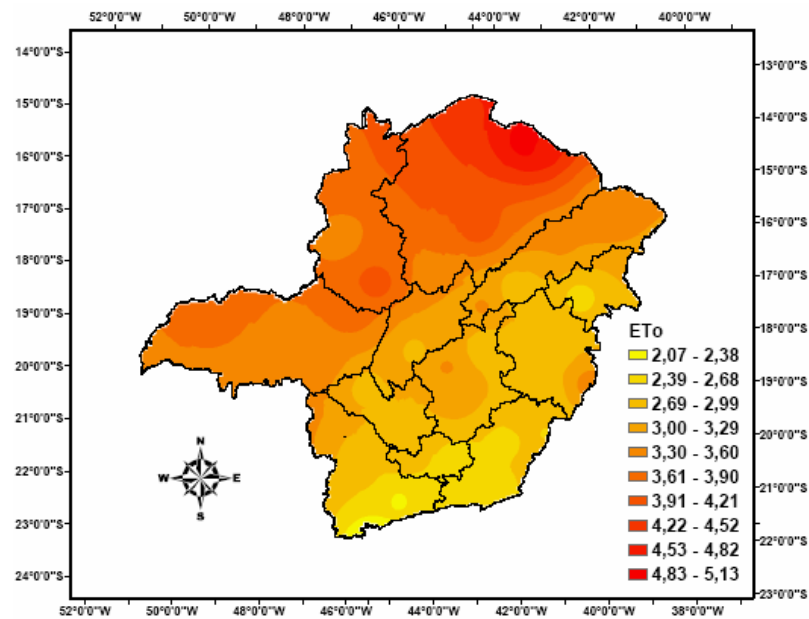 50°0'0"W 48°0'0"W 46°0'0"W 44°0'0"W 42°0'0"W 40°0'0"W
14°0'0"S
15°0'0"S
16°0'0"S
17°0'0"S
18°0'0"S
19°0'0"S
20°0'0"S
21°0'0"S
22°0'0"S
23°0'0"S
24°0'0"S
N
W E
S
ETo
2,07 - 2,38
2,39 - 2,68
2,69 - 2,99
3,00 - 3,29
3,30 - 3,60
3,61 - 3,90
3,91 - 4,21
4,22 - 4,52
4,53 - 4,82
4,83 - 5,13
13°0'0"S
14°0'0"S
15°0'0"S
16°0'0"S
17°0'0"S
18°0'0"S
19°0'0"S
20°0'0"S
21°0'0"S
22°0'0"S
23°0'0"S
52°0'0"W 50°0'0"W 48°0'0"W 46°0'0"W 44°0'0"W 42°0'0"W 40°0'0"W 38°0'0"W